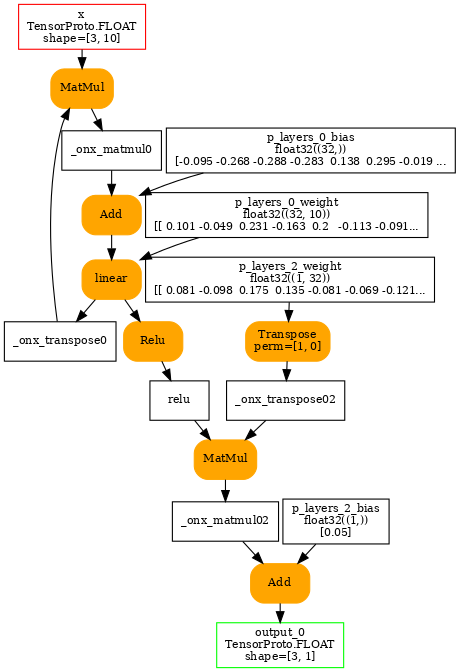 x
TensorProto.FLOAT
shape=[3, 10]
MatMul
_onx_matmul0
p_layers_0_bias
float32((32,))
[-0.095 -0.268 -0.288 -0.283  0.138  0.295 -0.019 ...
Add
p_layers_0_weight
float32((32, 10))
[[ 0.101 -0.049  0.231 -0.163  0.2   -0.113 -0.091...
linear
p_layers_2_weight
float32((1, 32))
[[ 0.081 -0.098  0.175  0.135 -0.081 -0.069 -0.121...
_onx_transpose0
Relu
Transpose
perm=[1, 0]
relu
_onx_transpose02
MatMul
_onx_matmul02
p_layers_2_bias
float32((1,))
[0.05]
Add
output_0
TensorProto.FLOAT
shape=[3, 1]